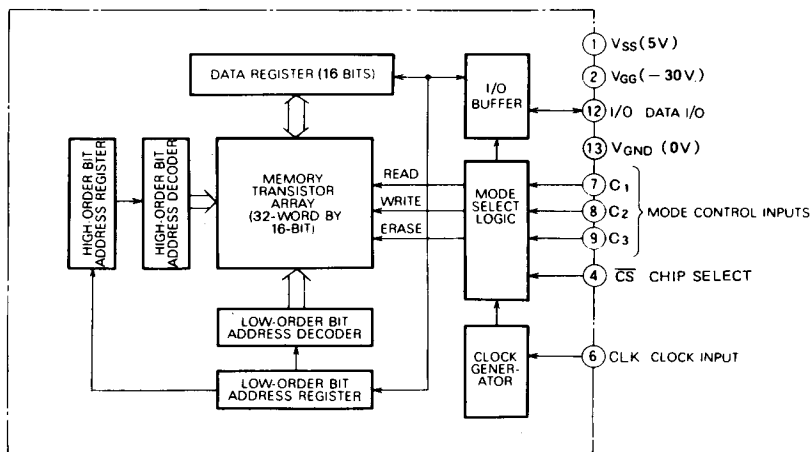 DATA REGISTER (16 BITS)
I/O
BUFFER
1 VSS (5V)
2 VGG (−30V.)
12 I/O DATA I/O
13 VGND (0V)
HIGH-ORDER BIT
ADDRESS REGISTER
HIGH-ORDER BIT
ADDRESS DECODER
MEMORY
TRANSISTOR
ARRAY
(32-WORD BY
16-BIT)
READ
WRITE
ERASE
MODE
SELECT
LOGIC
7 C1
8 C2
9 C3
MODE CONTROL INPUTS
4 C̅S̅ CHIP SELECT
LOW-ORDER BIT
ADDRESS DECODER
LOW-ORDER BIT
ADDRESS REGISTER
CLOCK
GENER-
ATOR
6 CLK CLOCK INPUT